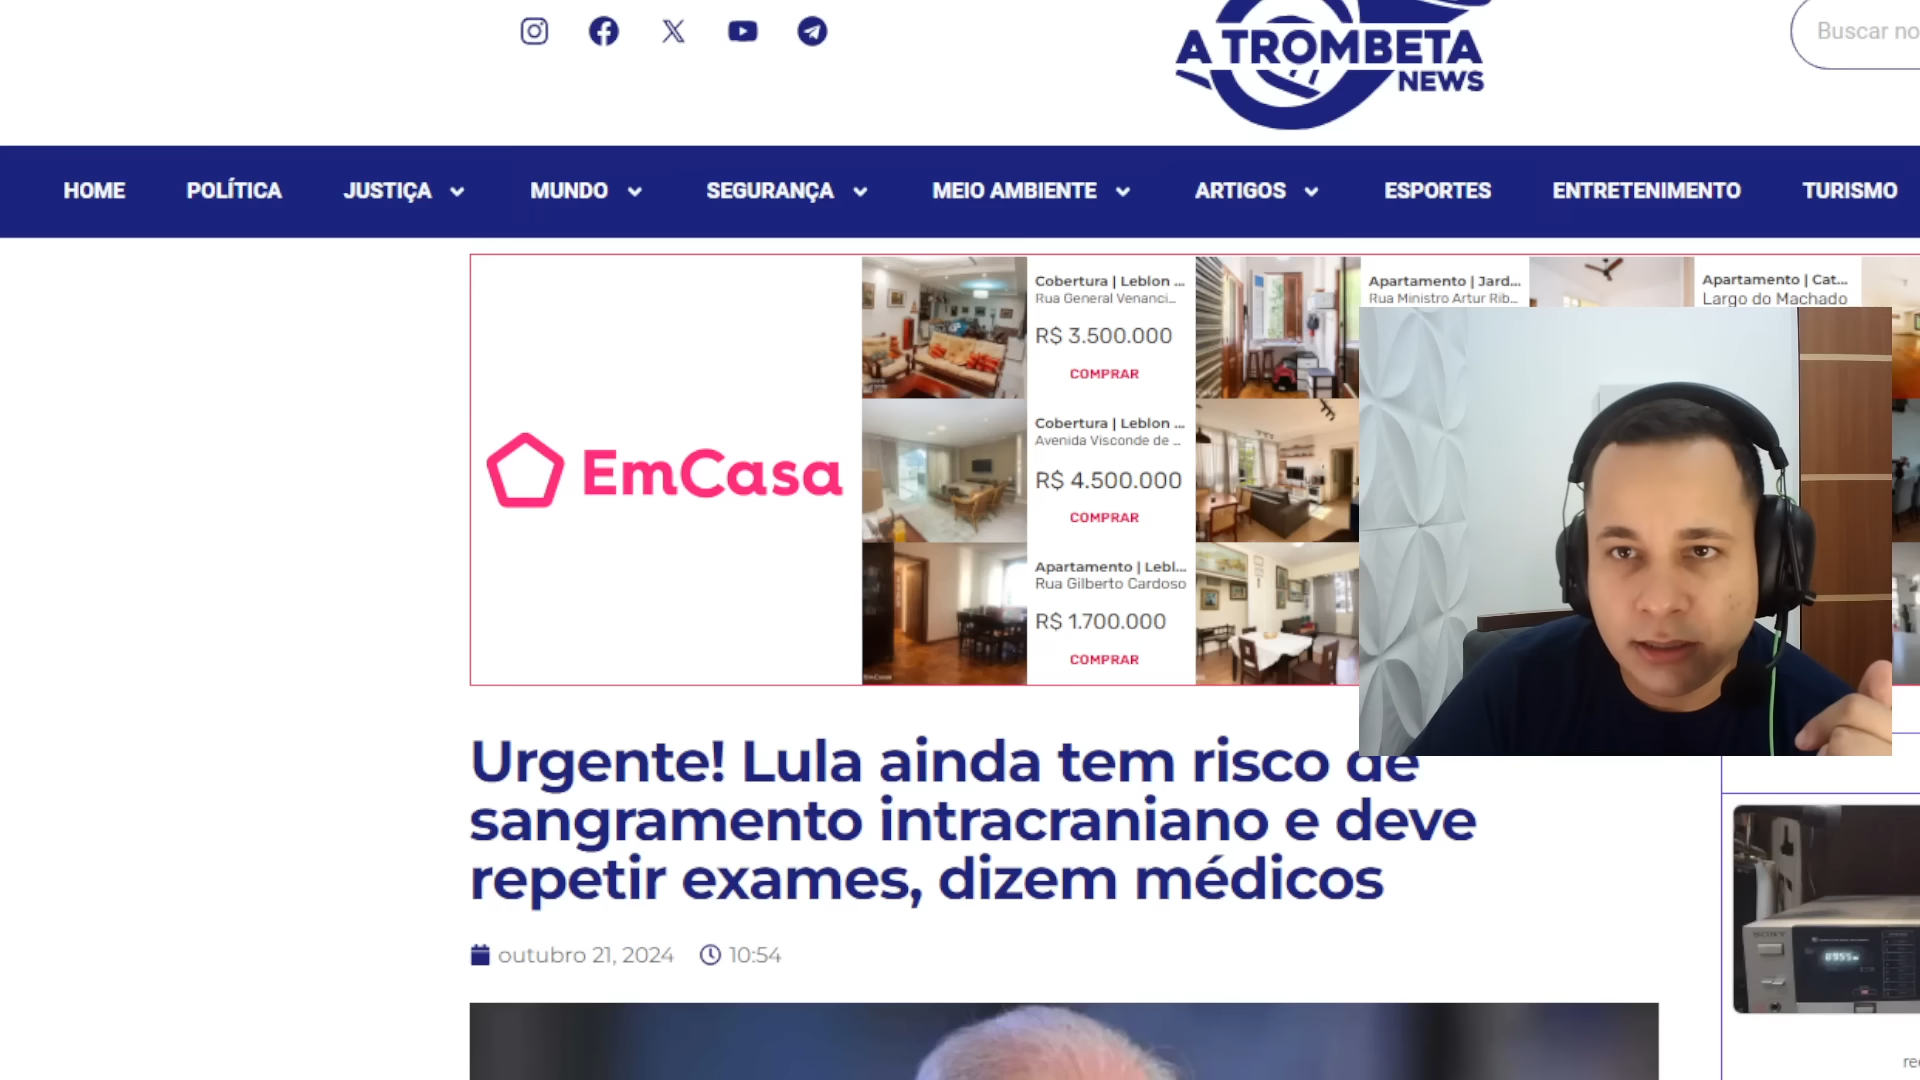 A TROMBETA
NEWS
Buscar no
HOME
POLÍTICA
JUSTIÇA
MUNDO
SEGURANÇA
MEIO AMBIENTE
ARTIGOS
ESPORTES
ENTRETENIMENTO
TURISMO
EmCasa
Cobertura | Leblon ...
Rua General Venanci...
R$ 3.500.000
COMPRAR
Cobertura | Leblon ...
Avenida Visconde de ...
R$ 4.500.000
COMPRAR
Apartamento | Lebl...
Rua Gilberto Cardoso
R$ 1.700.000
COMPRAR
Apartamento | Jard...
Rua Ministro Artur Rib...
Apartamento | Cat...
Largo do Machado
Urgente! Lula ainda tem risco de
sangramento intracraniano e deve
repetir exames, dizem médicos
outubro 21, 2024
10:54
SONY